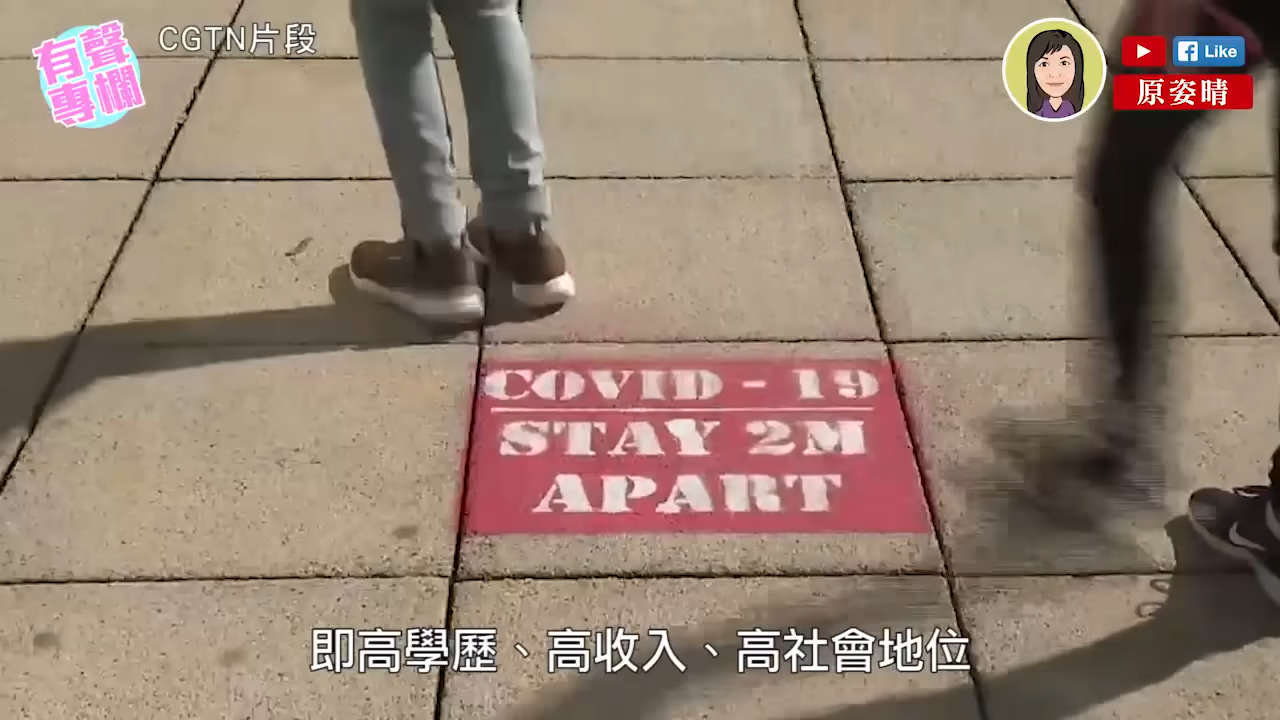 有聲
專欄
CGTN片段
Like
原姿晴
COVID - 19
STAY 2M
APART
即高學歷、高收入、高社會地位